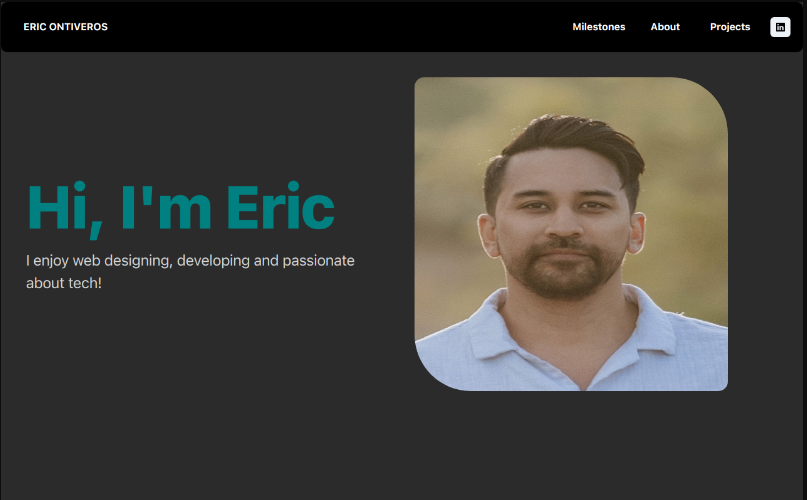 ERIC ONTIVEROS
Milestones About Projects in
Hi, I'm Eric
I enjoy web designing, developing and passionate
about tech!